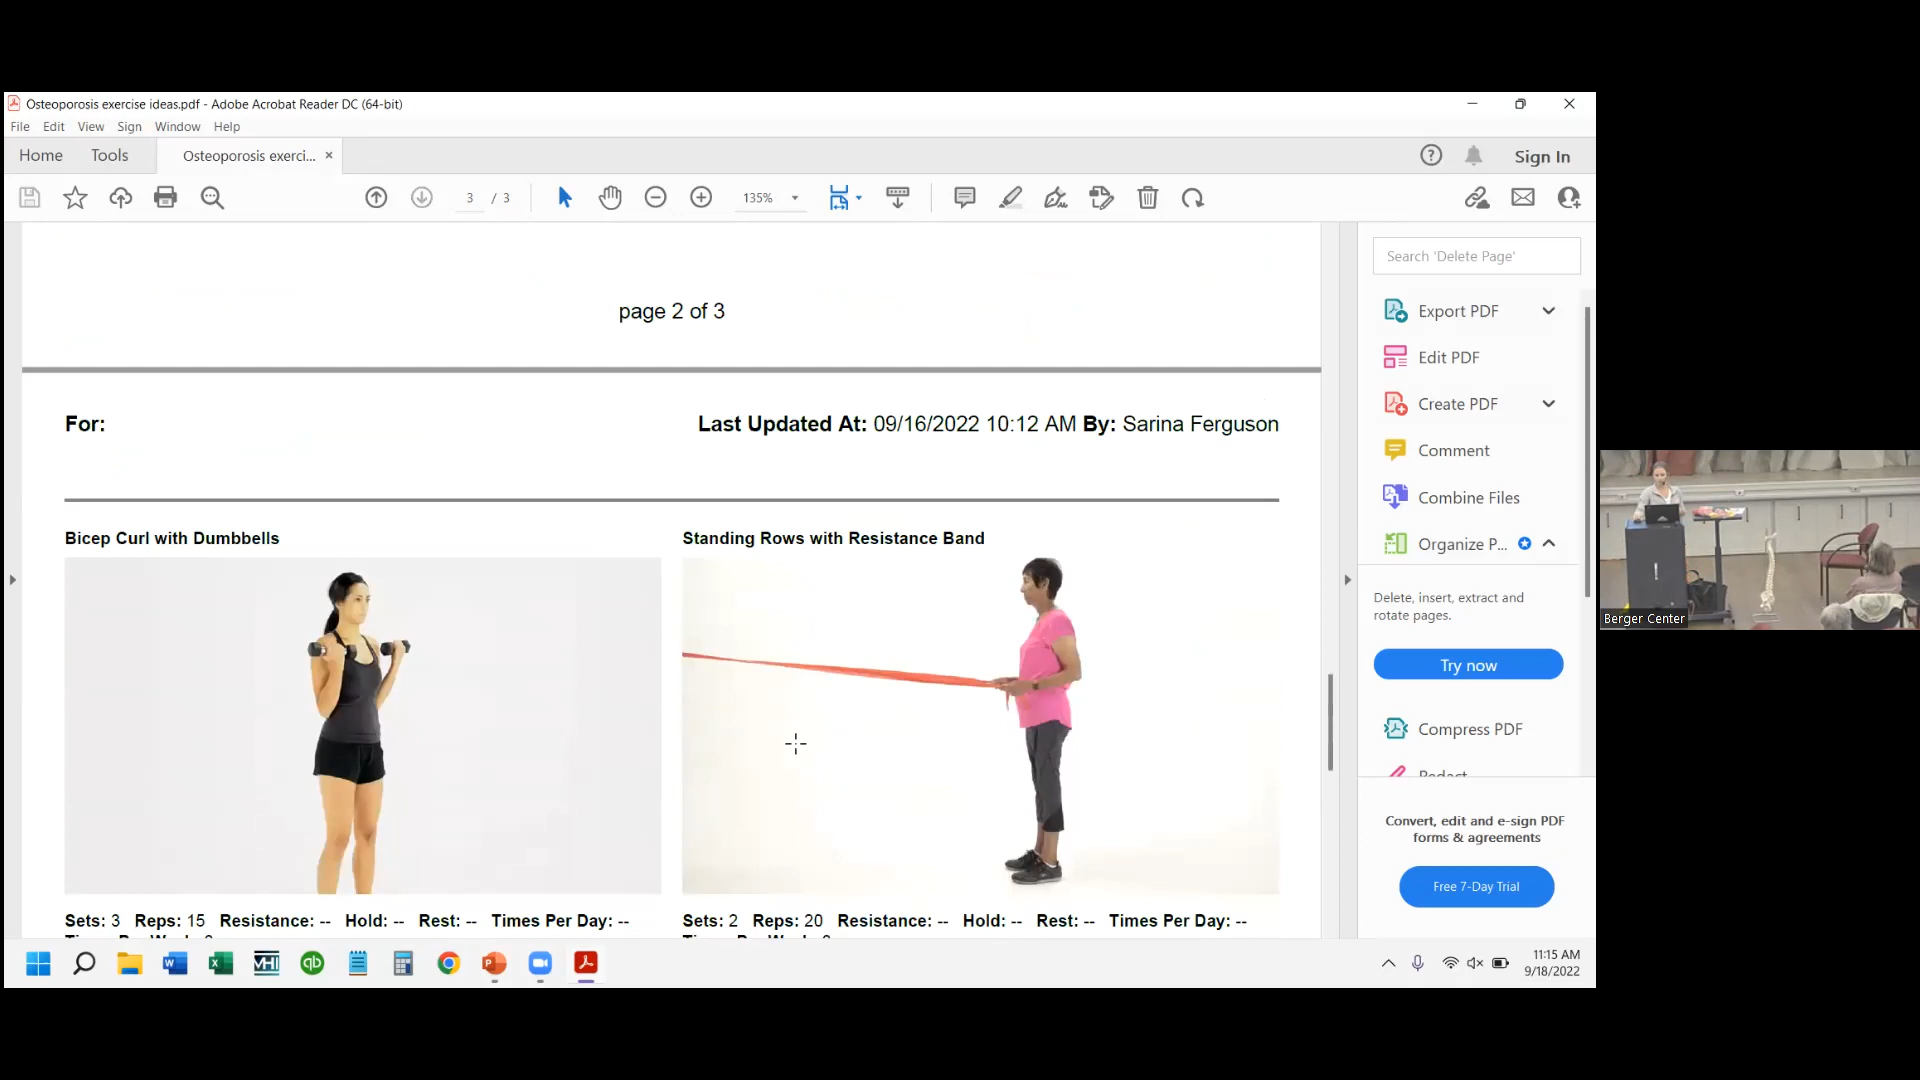 Osteoporosis exercise ideas.pdf - Adobe Acrobat Reader DC (64-bit)
File Edit View Sign Window Help
Home Tools Osteoporosis exerci... × Sign In
3 / 3 135%
Search 'Delete Page'
page 2 of 3
Export PDF
Edit PDF
For: Last Updated At: 09/16/2022 10:12 AM By: Sarina Ferguson
Create PDF
Comment
Combine Files
Organize P...
Bicep Curl with Dumbbells Standing Rows with Resistance Band
Delete, insert, extract and
rotate pages.
Try now
Compress PDF
Redact
Convert, edit and e-sign PDF
forms & agreements
Free 7-Day Trial
Sets: 3 Reps: 15 Resistance: -- Hold: -- Rest: -- Times Per Day: --
Sets: 2 Reps: 20 Resistance: -- Hold: -- Rest: -- Times Per Day: --
VHI qb
11:15 AM
9/18/2022
Berger Center